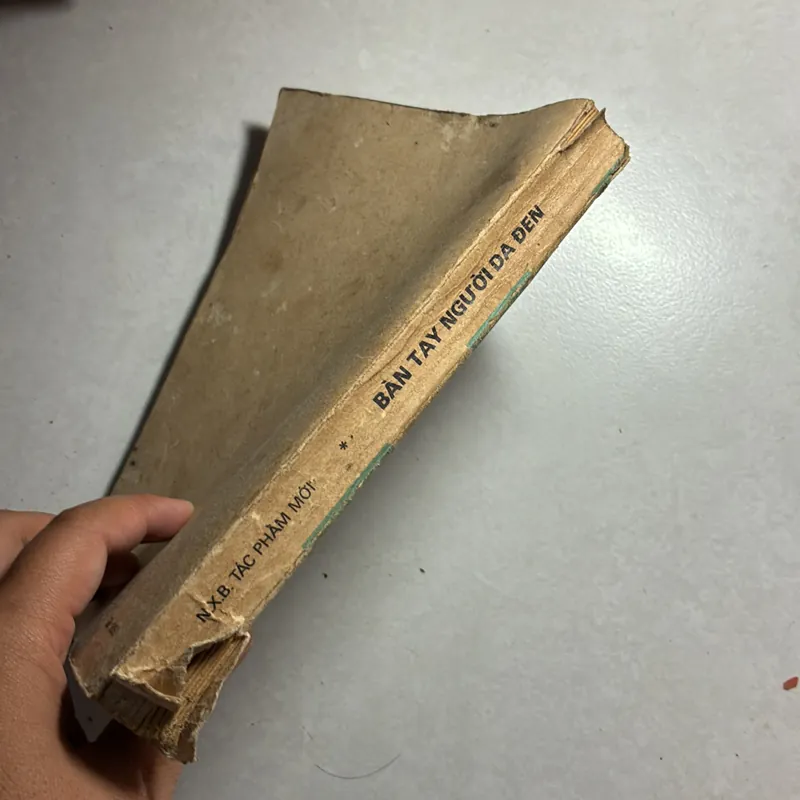 N.X.B. TÁC PHẨM MỚI * BÀN TAY NGƯỜI DA ĐEN